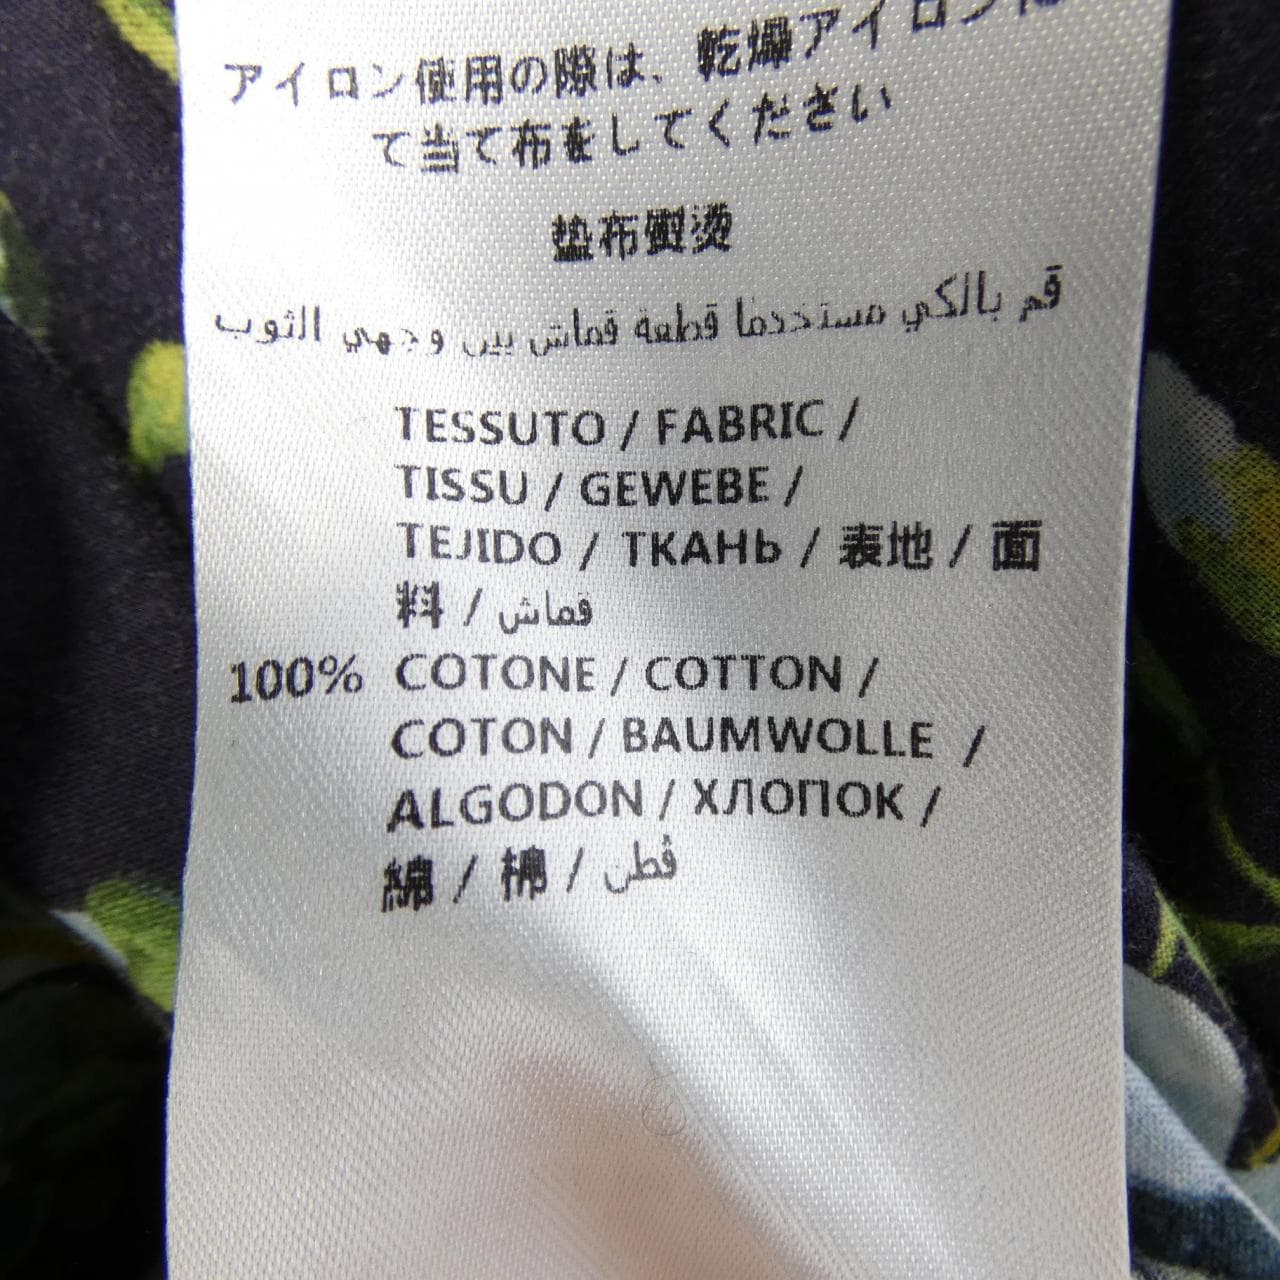 アイロン使用の際は、乾燥アイロンに
て当て布をしてください
垫布熨烫
قم بالكي مستخدما قطعة قماش بين وجهي الثوب
TESSUTO / FABRIC /
TISSU / GEWEBE /
TEJIDO / ТКАНЬ / 表地 / 面
料 / قماش
100% COTONE / COTTON /
COTON / BAUMWOLLE /
ALGODON / ХЛОПОК /
綿 / 棉 / قطن